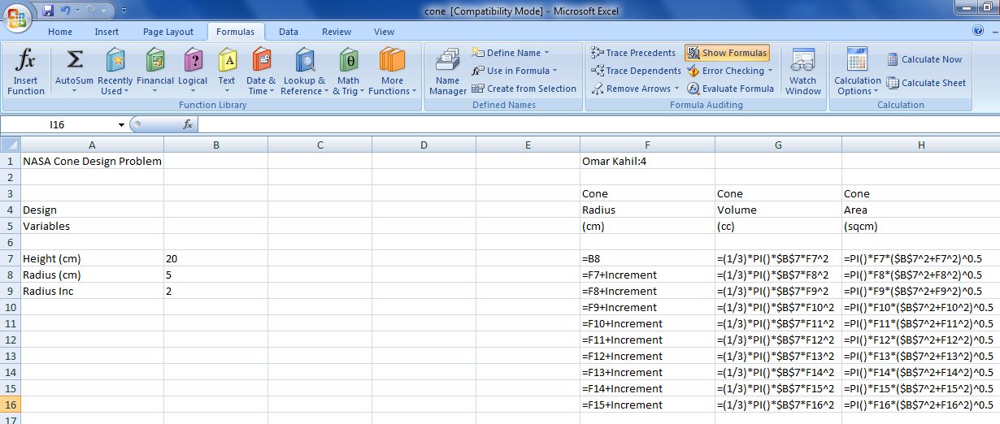 cone [Compatibility Mode] - Microsoft Excel
Home Insert Page Layout Formulas Data Review View
fx Σ A ? θ
Insert Function
AutoSum Recently Used Financial Logical Text Date & Time Lookup & Reference Math & Trig More Functions
Function Library
Name Manager
Define Name
Use in Formula
Create from Selection
Defined Names
Trace Precedents Show Formulas
Trace Dependents Error Checking
Remove Arrows Evaluate Formula
Watch Window
Formula Auditing
Calculation Options
Calculate Now
Calculate Sheet
Calculation
I16 fx
A B C D E F G H
1 NASA Cone Design Problem Omar Kahil:4
2
3 Cone Cone Cone
4 Design Radius Volume Area
5 Variables (cm) (cc) (sqcm)
6
7 Height (cm) 20 =B8 =(1/3)*PI()*$B$7*F7^2 =PI()*F7*($B$7^2+F7^2)^0.5
8 Radius (cm) 5 =F7+Increment =(1/3)*PI()*$B$7*F8^2 =PI()*F8*($B$7^2+F8^2)^0.5
9 Radius Inc 2 =F8+Increment =(1/3)*PI()*$B$7*F9^2 =PI()*F9*($B$7^2+F9^2)^0.5
10 =F9+Increment =(1/3)*PI()*$B$7*F10^2 =PI()*F10*($B$7^2+F10^2)^0.5
11 =F10+Increment =(1/3)*PI()*$B$7*F11^2 =PI()*F11*($B$7^2+F11^2)^0.5
12 =F11+Increment =(1/3)*PI()*$B$7*F12^2 =PI()*F12*($B$7^2+F12^2)^0.5
13 =F12+Increment =(1/3)*PI()*$B$7*F13^2 =PI()*F13*($B$7^2+F13^2)^0.5
14 =F13+Increment =(1/3)*PI()*$B$7*F14^2 =PI()*F14*($B$7^2+F14^2)^0.5
15 =F14+Increment =(1/3)*PI()*$B$7*F15^2 =PI()*F15*($B$7^2+F15^2)^0.5
16 =F15+Increment =(1/3)*PI()*$B$7*F16^2 =PI()*F16*($B$7^2+F16^2)^0.5
17